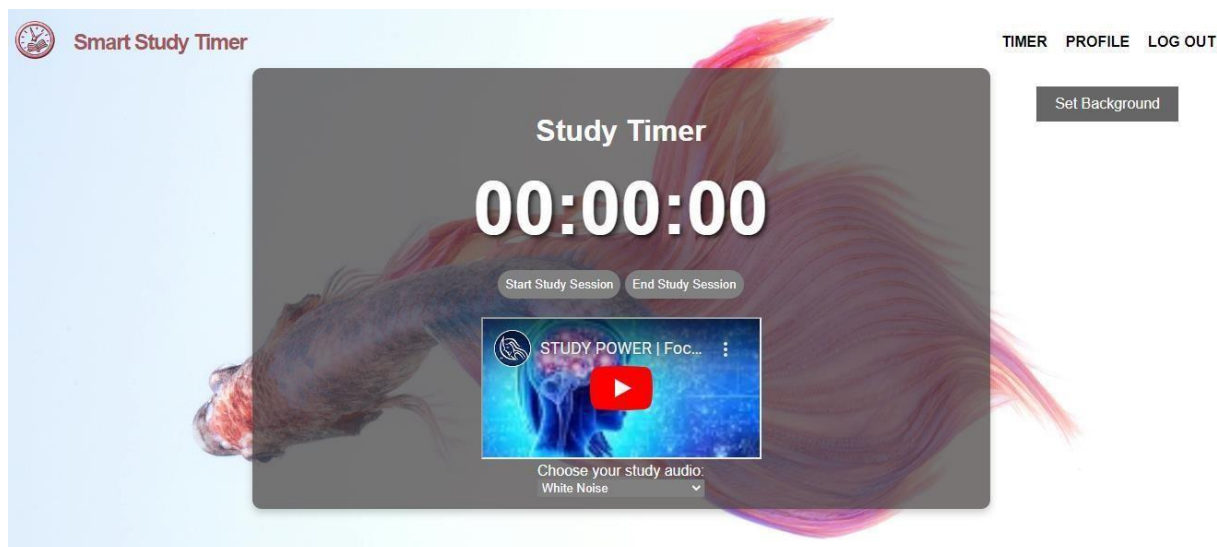 Smart Study Timer
TIMER PROFILE LOG OUT
Set Background
Study Timer
00:00:00
Start Study Session End Study Session
STUDY POWER | Foc...
Choose your study audio:
White Noise